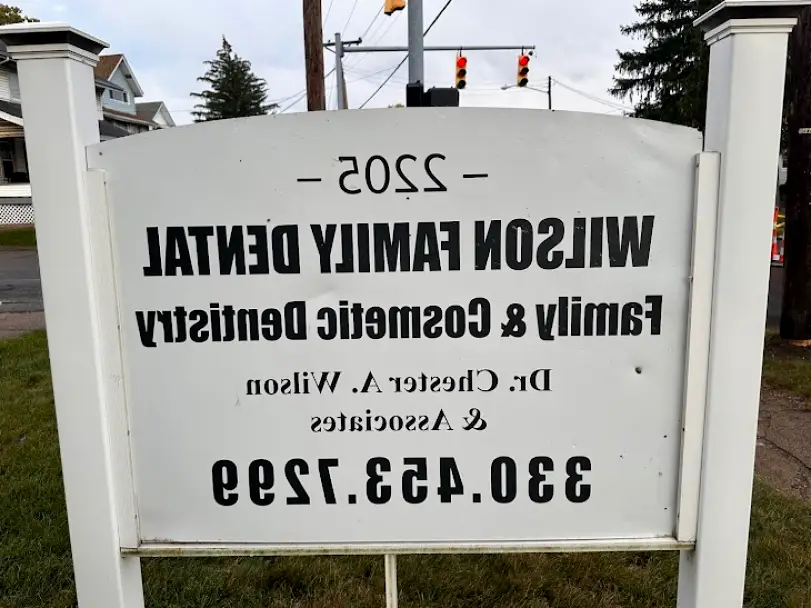 – 2205 –
WILSON FAMILY DENTAL
Family & Cosmetic Dentistry
Dr. Chester A. Wilson
& Associates
330.453.7299